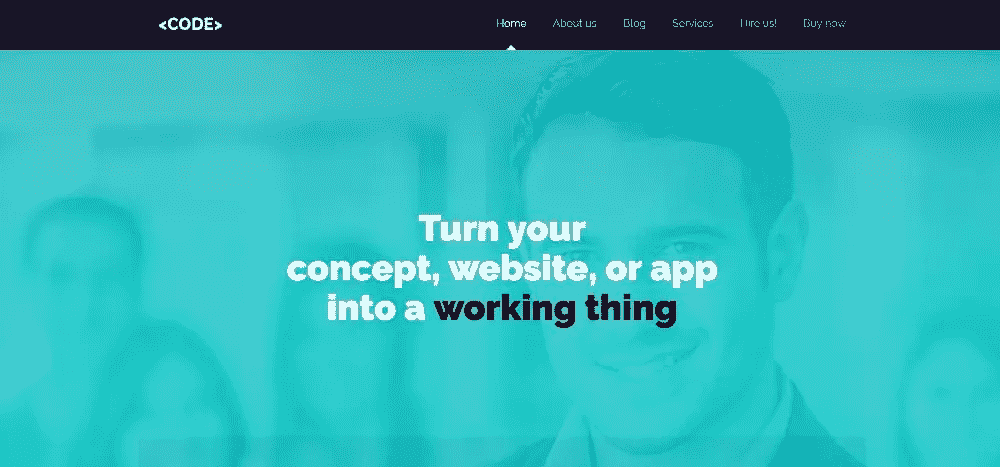 <CODE>
Home About us Blog Services Hire us! Buy now
Turn your
concept, website, or app
into a working thing